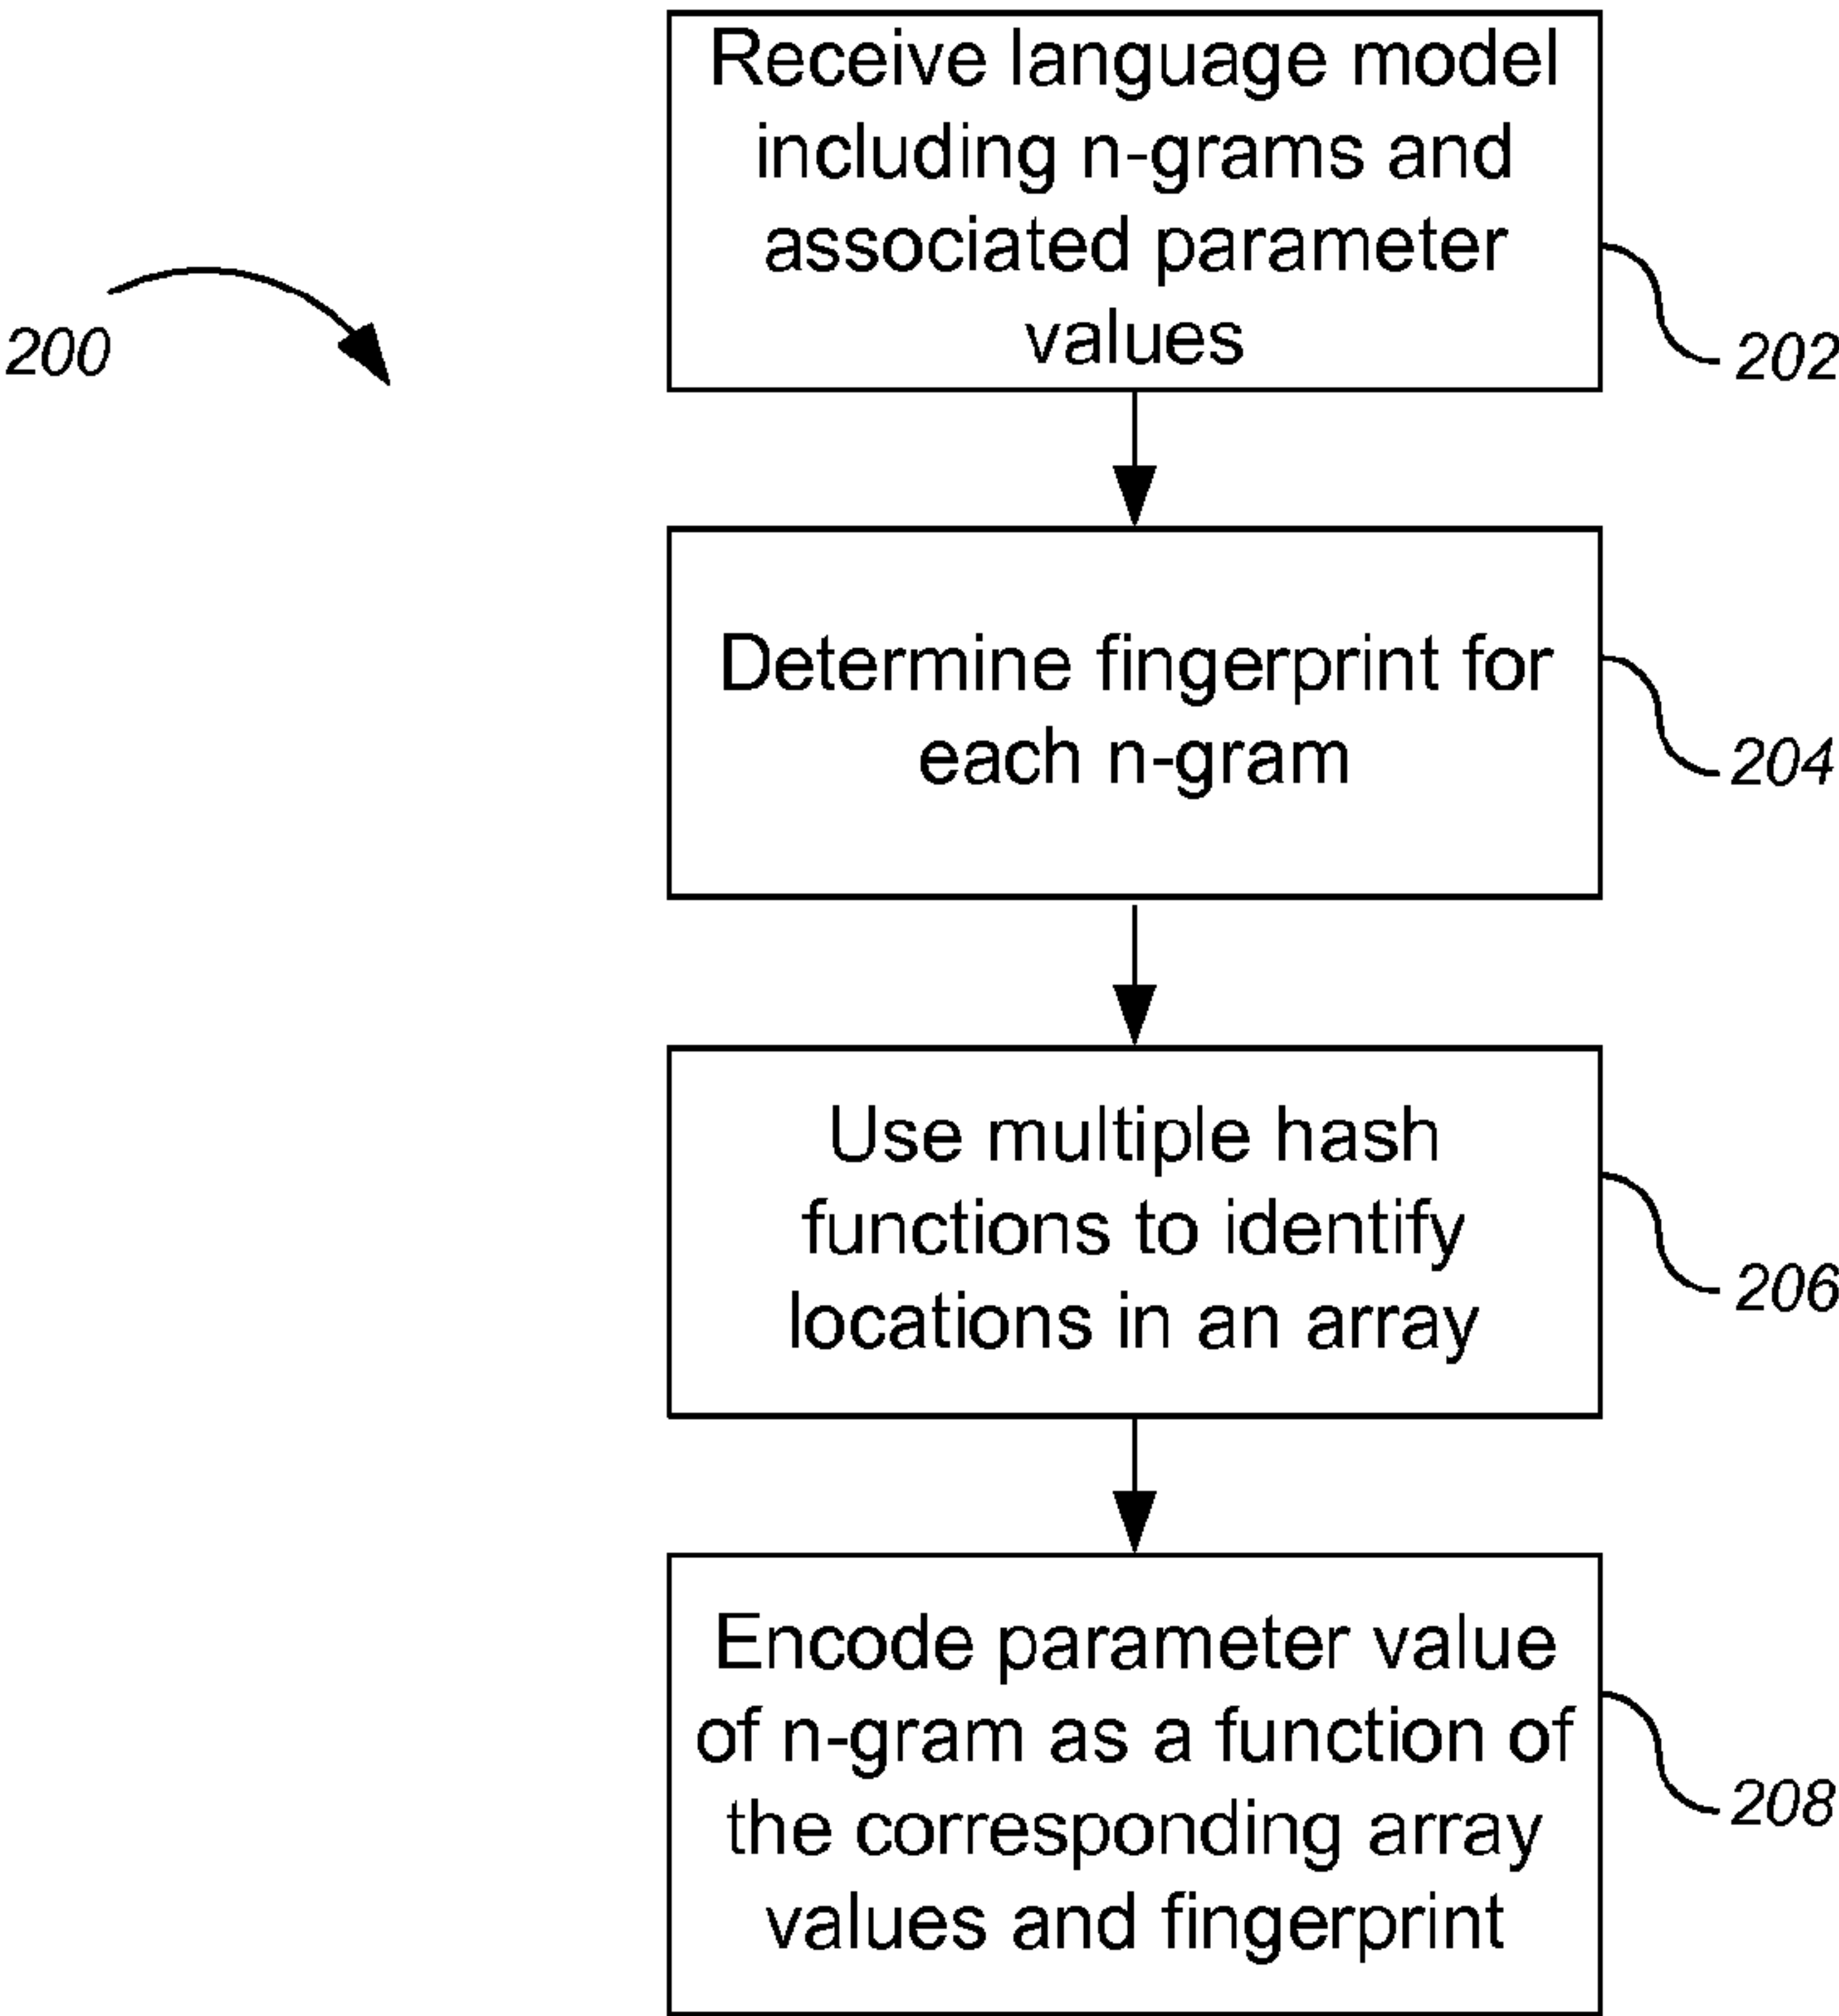 Receive language model
including n-grams and
associated parameter
values
200
202
Determine fingerprint for
each n-gram
204
Use multiple hash
functions to identify
locations in an array
206
Encode parameter value
of n-gram as a function of
the corresponding array
values and fingerprint
208